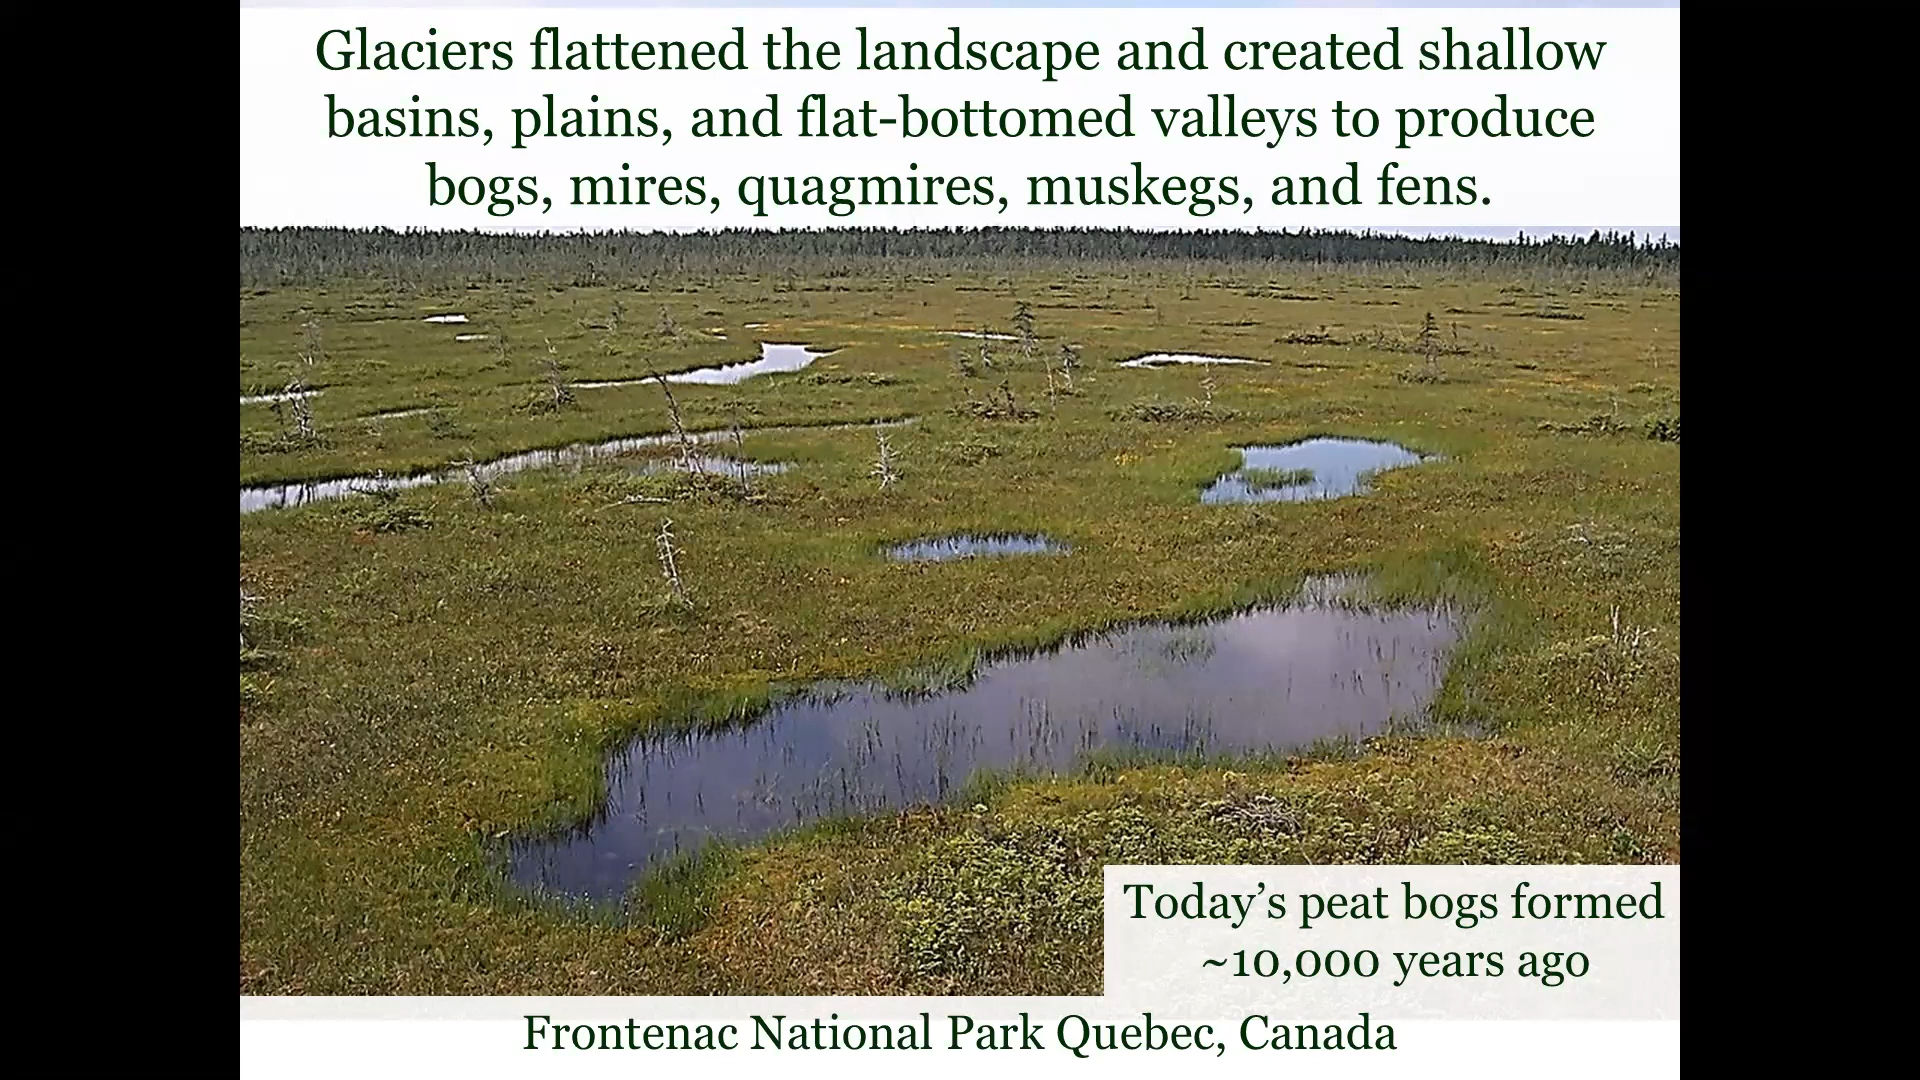 Glaciers flattened the landscape and created shallow
basins, plains, and flat-bottomed valleys to produce
bogs, mires, quagmires, muskegs, and fens.
Today’s peat bogs formed
~10,000 years ago
Frontenac National Park Quebec, Canada